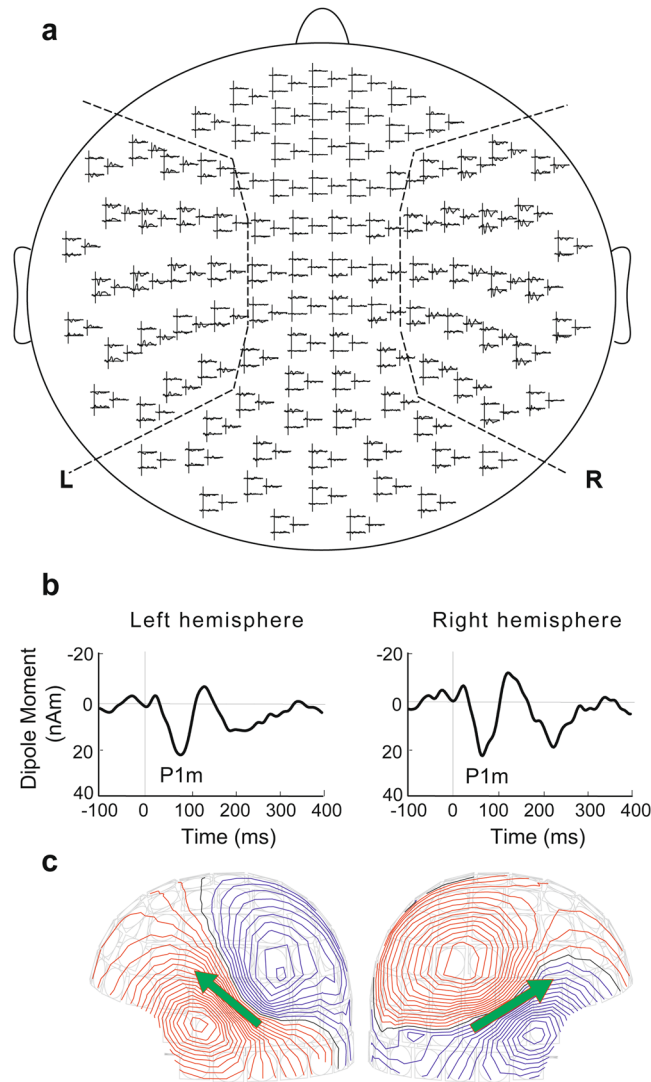 a
L
R
b
Left hemisphere
Right hemisphere
Dipole Moment
(nAm)
-20
0
20
40
P1m
-100
0
100
200
300
400
Time (ms)
-20
0
20
40
P1m
-100
0
100
200
300
400
Time (ms)
c